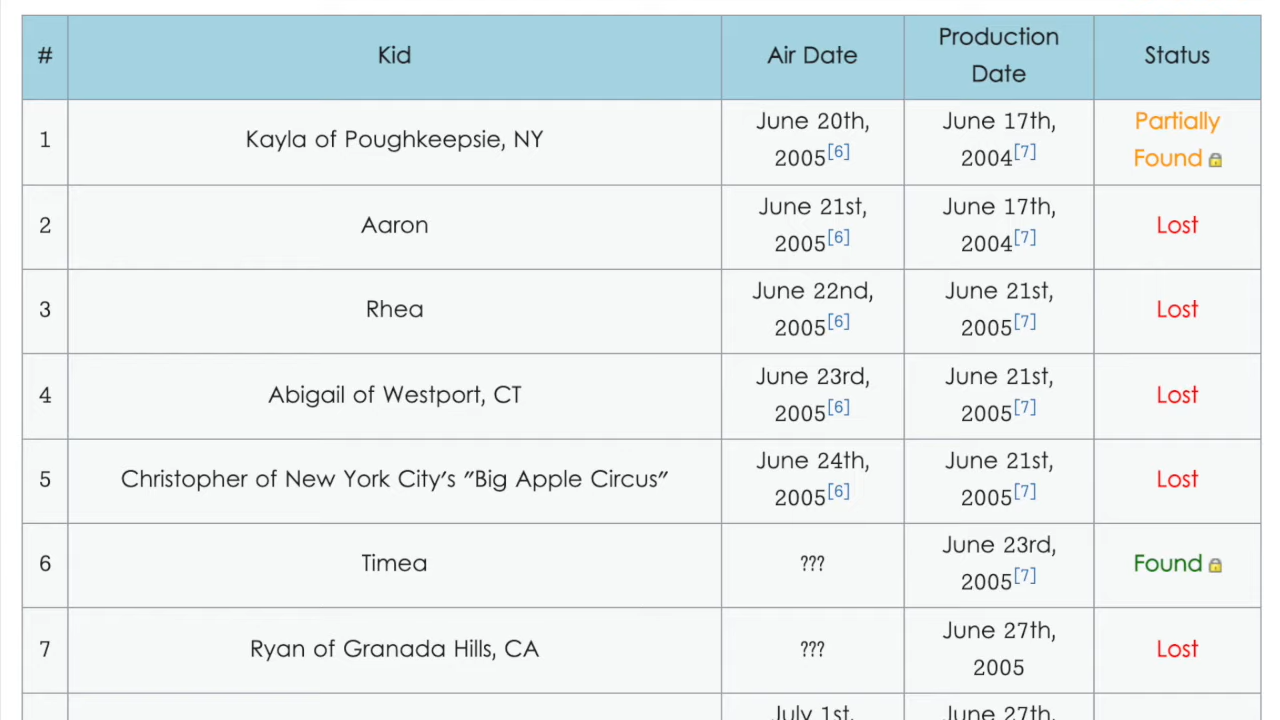 # Kid Air Date Production Date Status
1 Kayla of Poughkeepsie, NY June 20th, 2005[6] June 17th, 2004[7] Partially Found
2 Aaron June 21st, 2005[6] June 17th, 2004[7] Lost
3 Rhea June 22nd, 2005[6] June 21st, 2005[7] Lost
4 Abigail of Westport, CT June 23rd, 2005[6] June 21st, 2005[7] Lost
5 Christopher of New York City's "Big Apple Circus" June 24th, 2005[6] June 21st, 2005[7] Lost
6 Timea ??? June 23rd, 2005[7] Found
7 Ryan of Granada Hills, CA ??? June 27th, 2005 Lost
July 1st, June 27th,